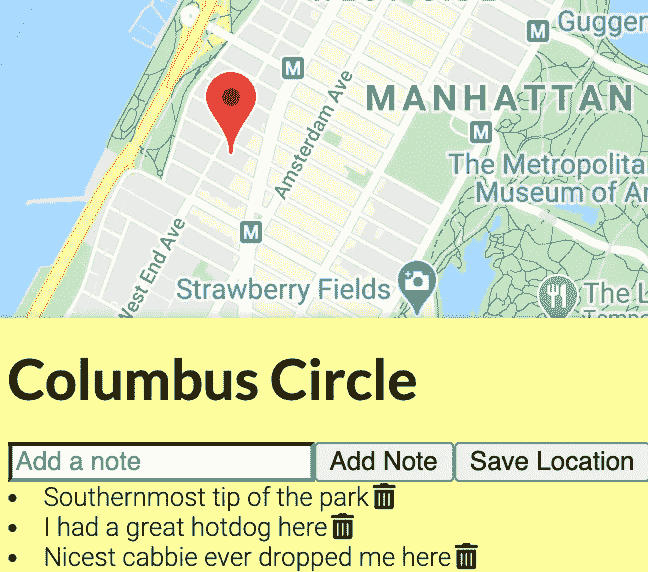 Guggen
M
M
MANHATTAN
Amsterdam Ave
M
The Metropolita
Museum of Ar
M
West End Ave
Strawberry Fields
The L
Columbus Circle
Add a note
Add Note
Save Location
Southernmost tip of the park
I had a great hotdog here
Nicest cabbie ever dropped me here